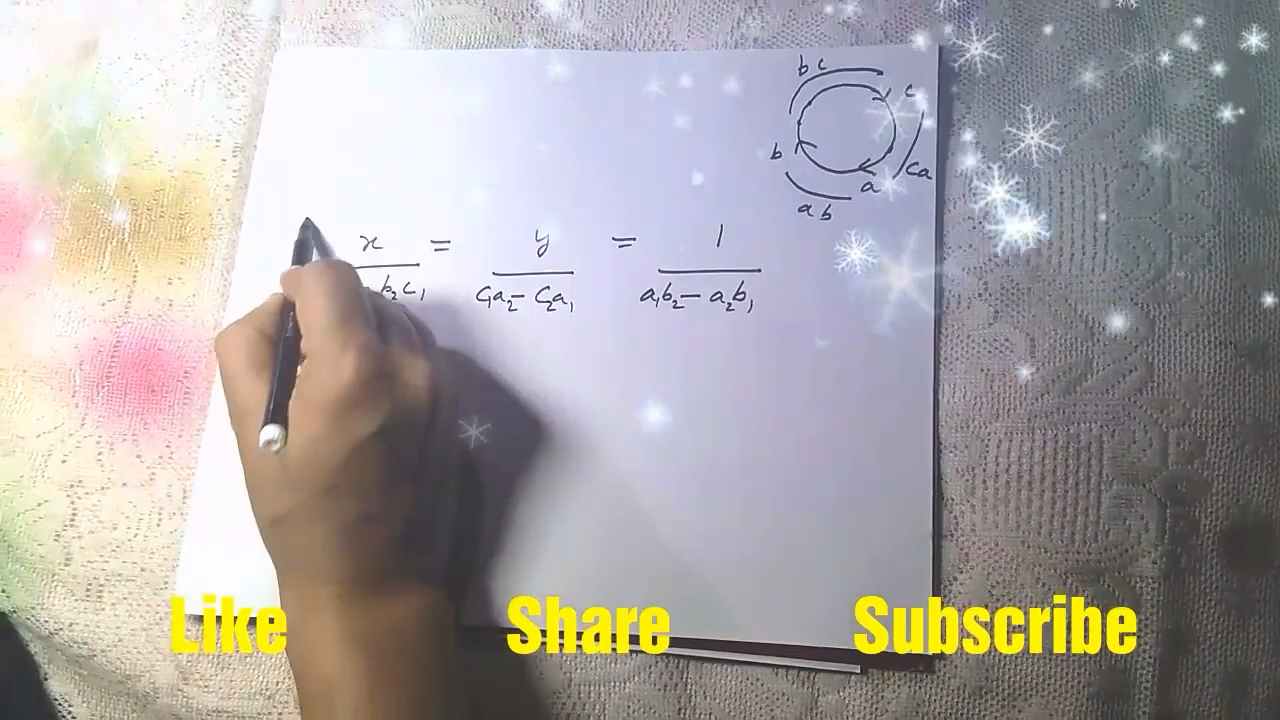 bc
c
b
ca
a
ab
x = y = 1
b₂c₁ c₁a₂ – c₂a₁ a₁b₂ – a₂b₁
Like Share Subscribe